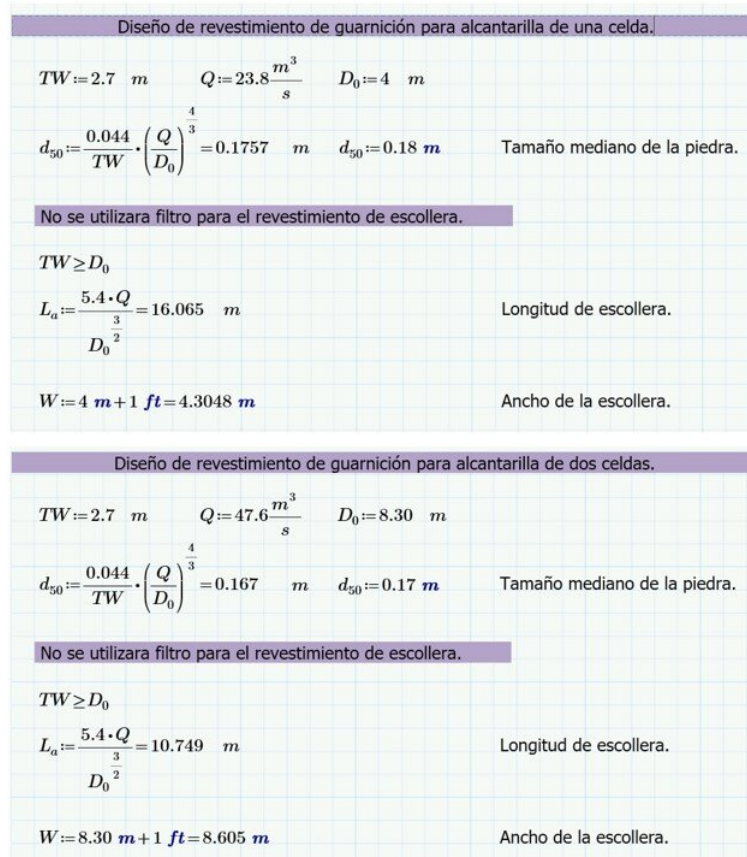 Diseño de revestimiento de guarnición para alcantarilla de una celda.
TW:=2.7 m Q:=23.8 m³/s D₀:=4 m
d₅₀:=0.044/TW·(Q/D₀)^(4/3)=0.1757 m d₅₀:=0.18 m Tamaño mediano de la piedra.
No se utilizara filtro para el revestimiento de escollera.
TW≥D₀
Lₐ:=5.4·Q/D₀^(3/2)=16.065 m Longitud de escollera.
W:=4 m+1 ft=4.3048 m Ancho de la escollera.
Diseño de revestimiento de guarnición para alcantarilla de dos celdas.
TW:=2.7 m Q:=47.6 m³/s D₀:=8.30 m
d₅₀:=0.044/TW·(Q/D₀)^(4/3)=0.167 m d₅₀:=0.17 m Tamaño mediano de la piedra.
No se utilizara filtro para el revestimiento de escollera.
TW≥D₀
Lₐ:=5.4·Q/D₀^(3/2)=10.749 m Longitud de escollera.
W:=8.30 m+1 ft=8.605 m Ancho de la escollera.